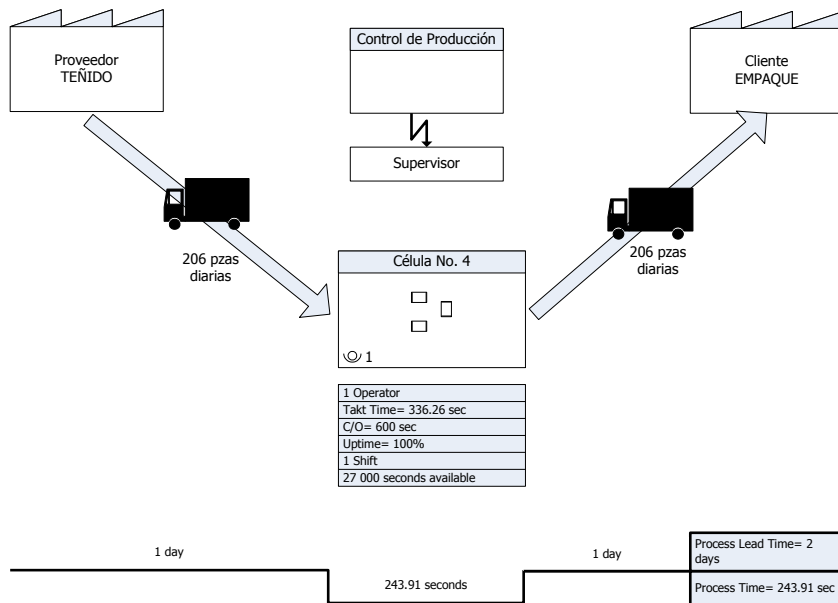 Proveedor
TEÑIDO
Control de Producción
Cliente
EMPAQUE
Supervisor
206 pzas
diarias
206 pzas
diarias
Célula No. 4
1
1 Operator
Takt Time= 336.26 sec
C/O= 600 sec
Uptime= 100%
1 Shift
27 000 seconds available
1 day
243.91 seconds
1 day
Process Lead Time= 2
days
Process Time= 243.91 sec